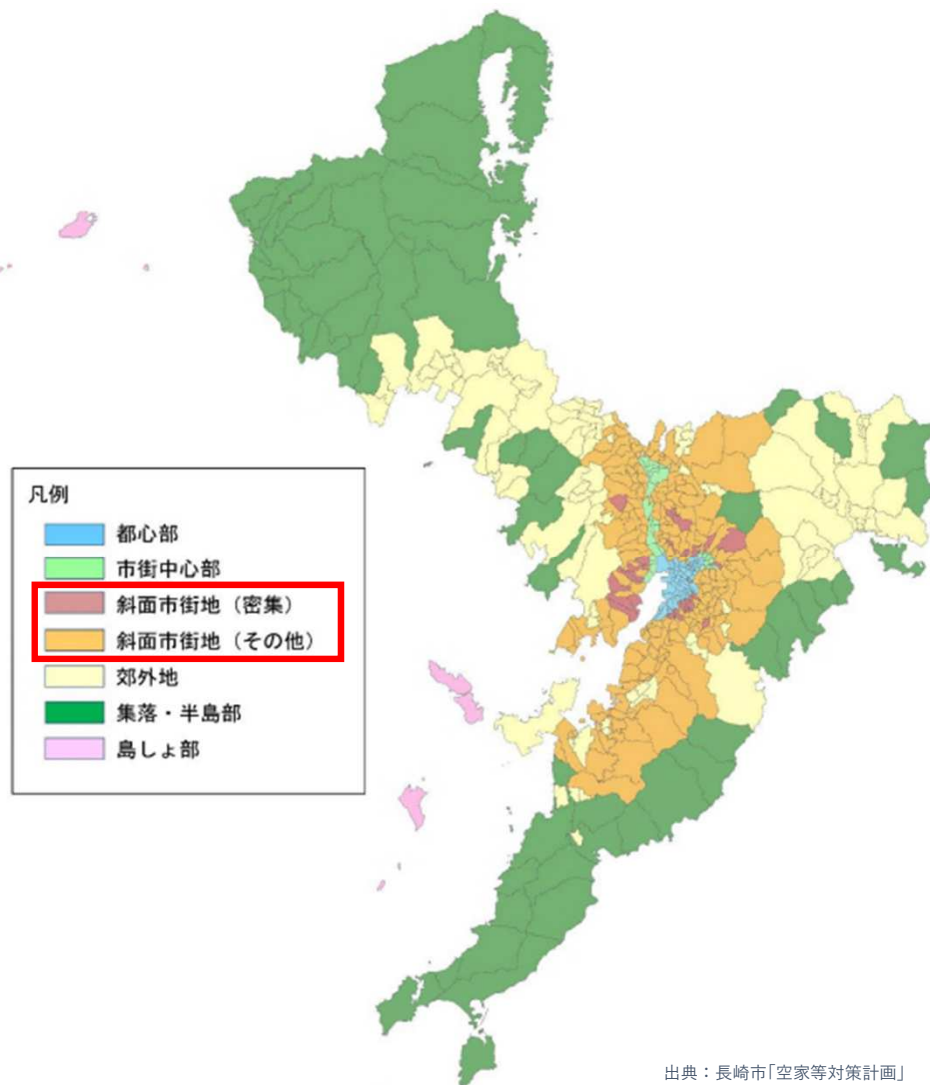 凡例
都心部
市街中心部
斜面市街地（密集）
斜面市街地（その他）
郊外地
集落・半島部
島しょ部
出典：長崎市「空家等対策計画」